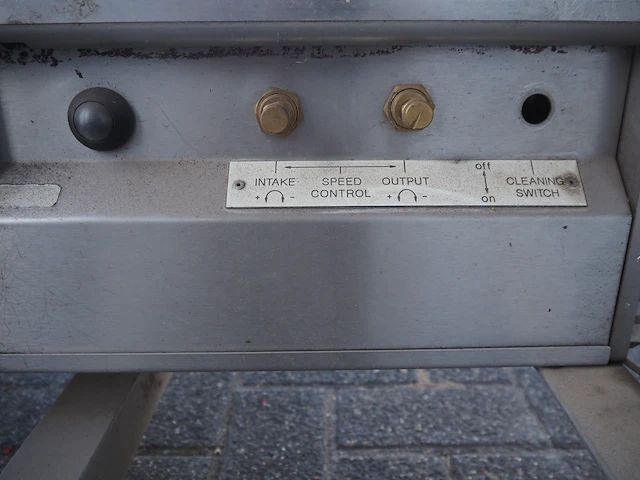 INTAKE SPEED OUTPUT off CLEANING
+ - CONTROL + - on SWITCH